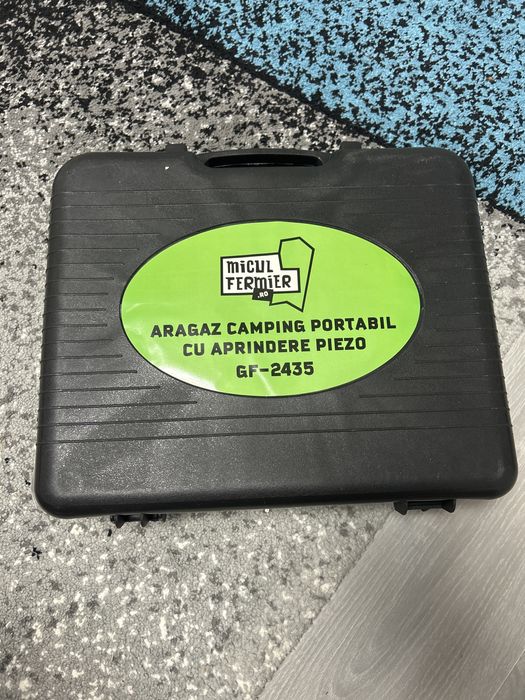 MICUL
FERMIER
.RO
ARAGAZ CAMPING PORTABIL
CU APRINDERE PIEZO
GF-2435